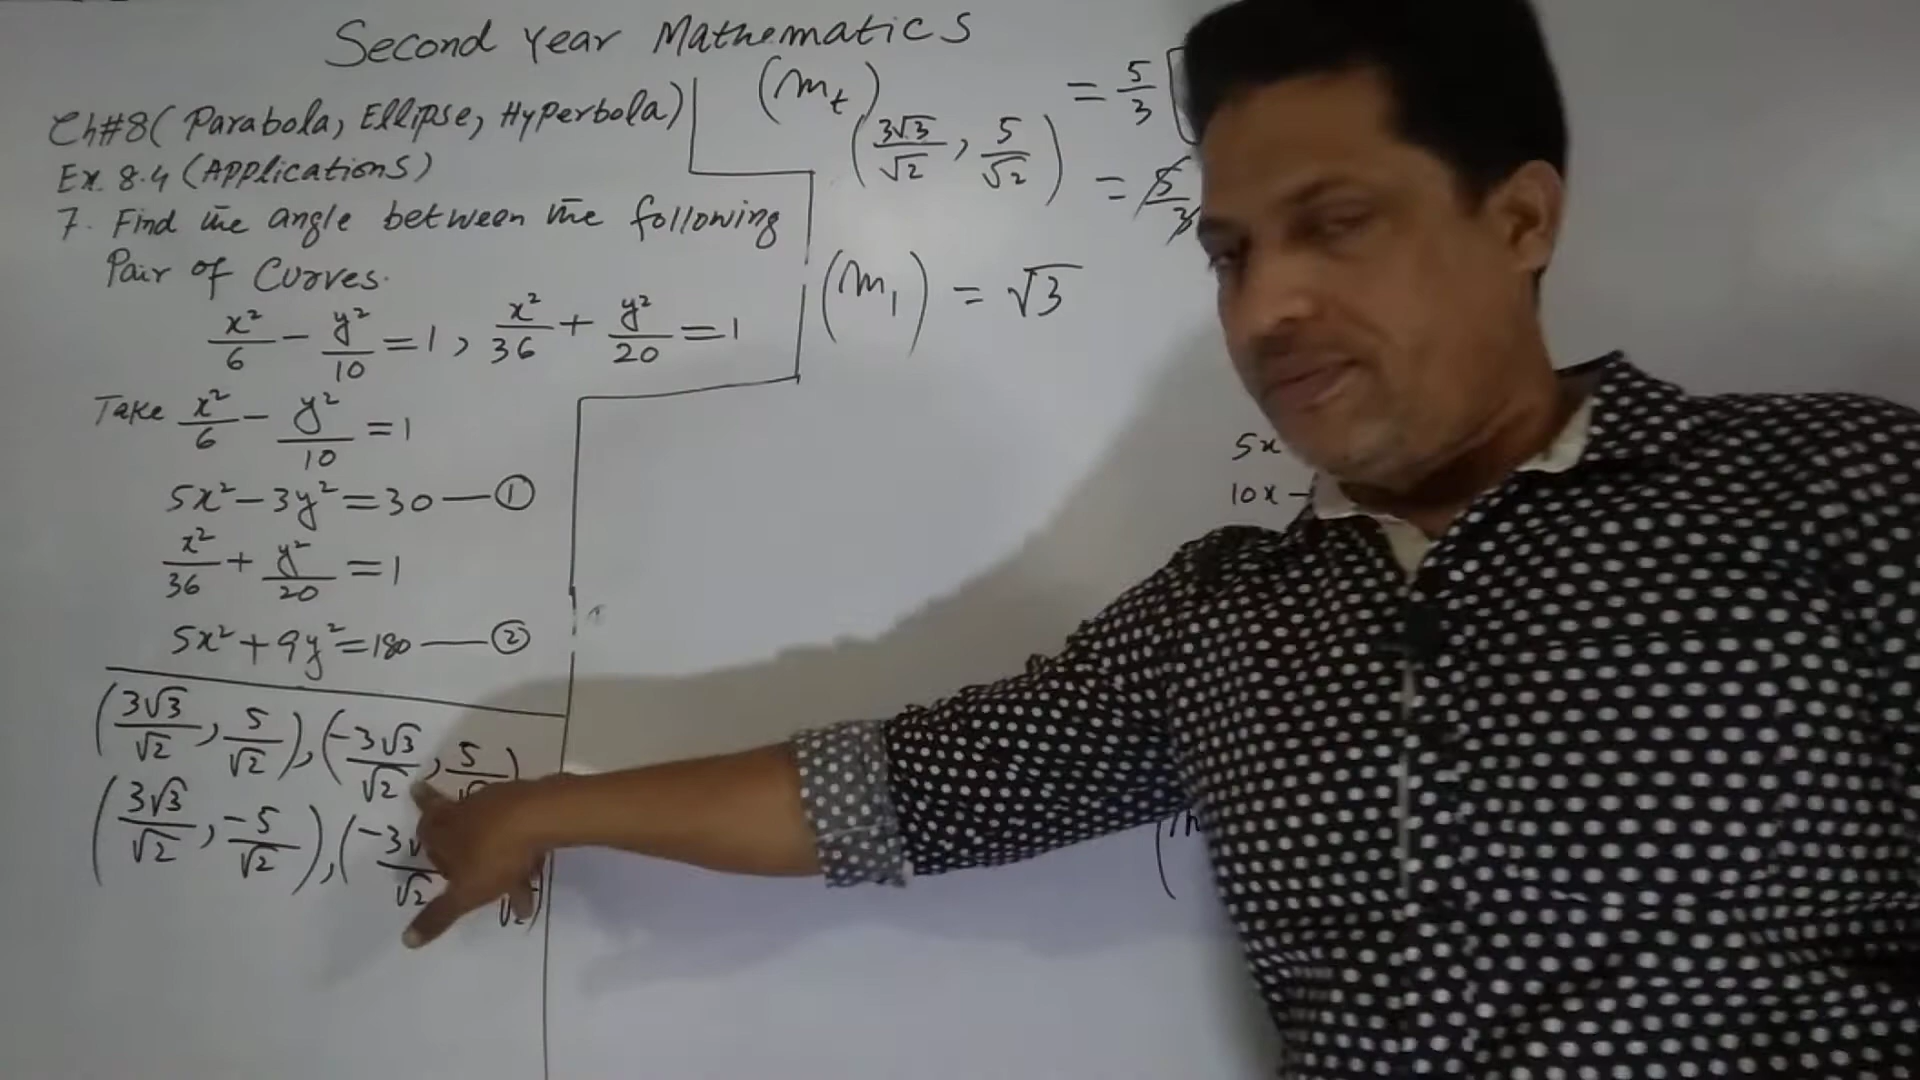 Second Year Mathematics
Ch#8( Parabola, Ellipse, Hyperbola)
Ex. 8.4 (Applications)
7. Find the angle between the following
Pair of Curves.
x²/6 - y²/10 = 1 , x²/36 + y²/20 = 1
Take x²/6 - y²/10 = 1
5x² - 3y² = 30 — ①
x²/36 + y²/20 = 1
5x² + 9y² = 180 — ②
(3√3/√2 , 5/√2), (-3√3/√2 , 5
(3√3/√2 , -5/√2), (-3√
√2
(m_t) (3√3/√2 , 5/√2) = 5/3 [
= 5/3
(m₁) = √3
5x
10x -